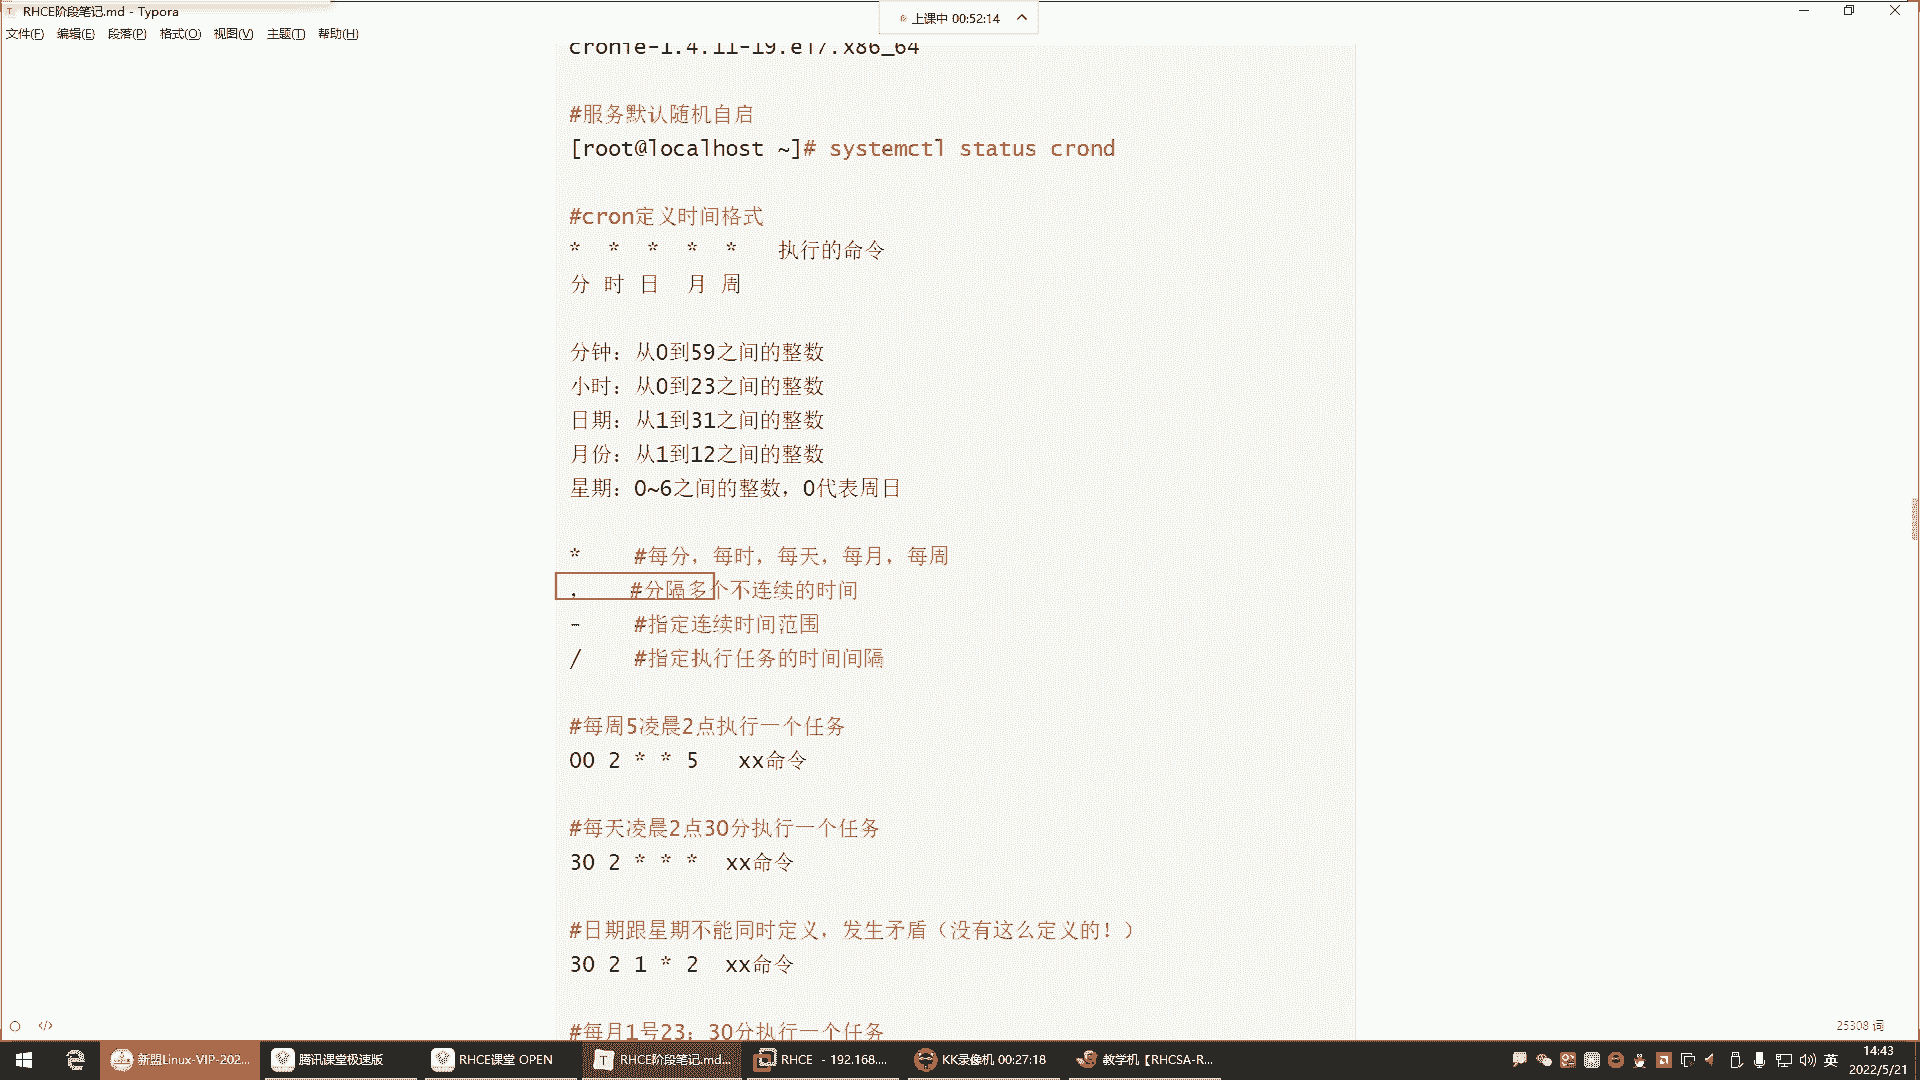 RHCE阶段笔记.md - Typora
上课中 00:52:14
文件(F) 编辑(E) 段落(P) 格式(O) 视图(V) 主题(T) 帮助(H)
cronie-1.4.11-19.el7.x86_64
#服务默认随机自启
[root@localhost ~]# systemctl status crond
#cron定义时间格式
* * * * * 执行的命令
分 时 日 月 周
分钟：从0到59之间的整数
小时：从0到23之间的整数
日期：从1到31之间的整数
月份：从1到12之间的整数
星期：0~6之间的整数，0代表周日
* #每分，每时，每天，每月，每周
, #分隔多个不连续的时间
- #指定连续时间范围
/ #指定执行任务的时间间隔
#每周5凌晨2点执行一个任务
00 2 * * 5 xx命令
#每天凌晨2点30分执行一个任务
30 2 * * * xx命令
#日期跟星期不能同时定义，发生矛盾（没有这么定义的！）
30 2 1 * 2 xx命令
#每月1号23：30分执行一个任务
25308 词
新盟Linux-VIP-202... 腾讯课堂极速版 RHCE课堂 OPEN RHCE阶段笔记.md... RHCE - 192.168.... KK录像机 00:27:18 教学机【RHCSA-R... 英
14:43
2022/5/21